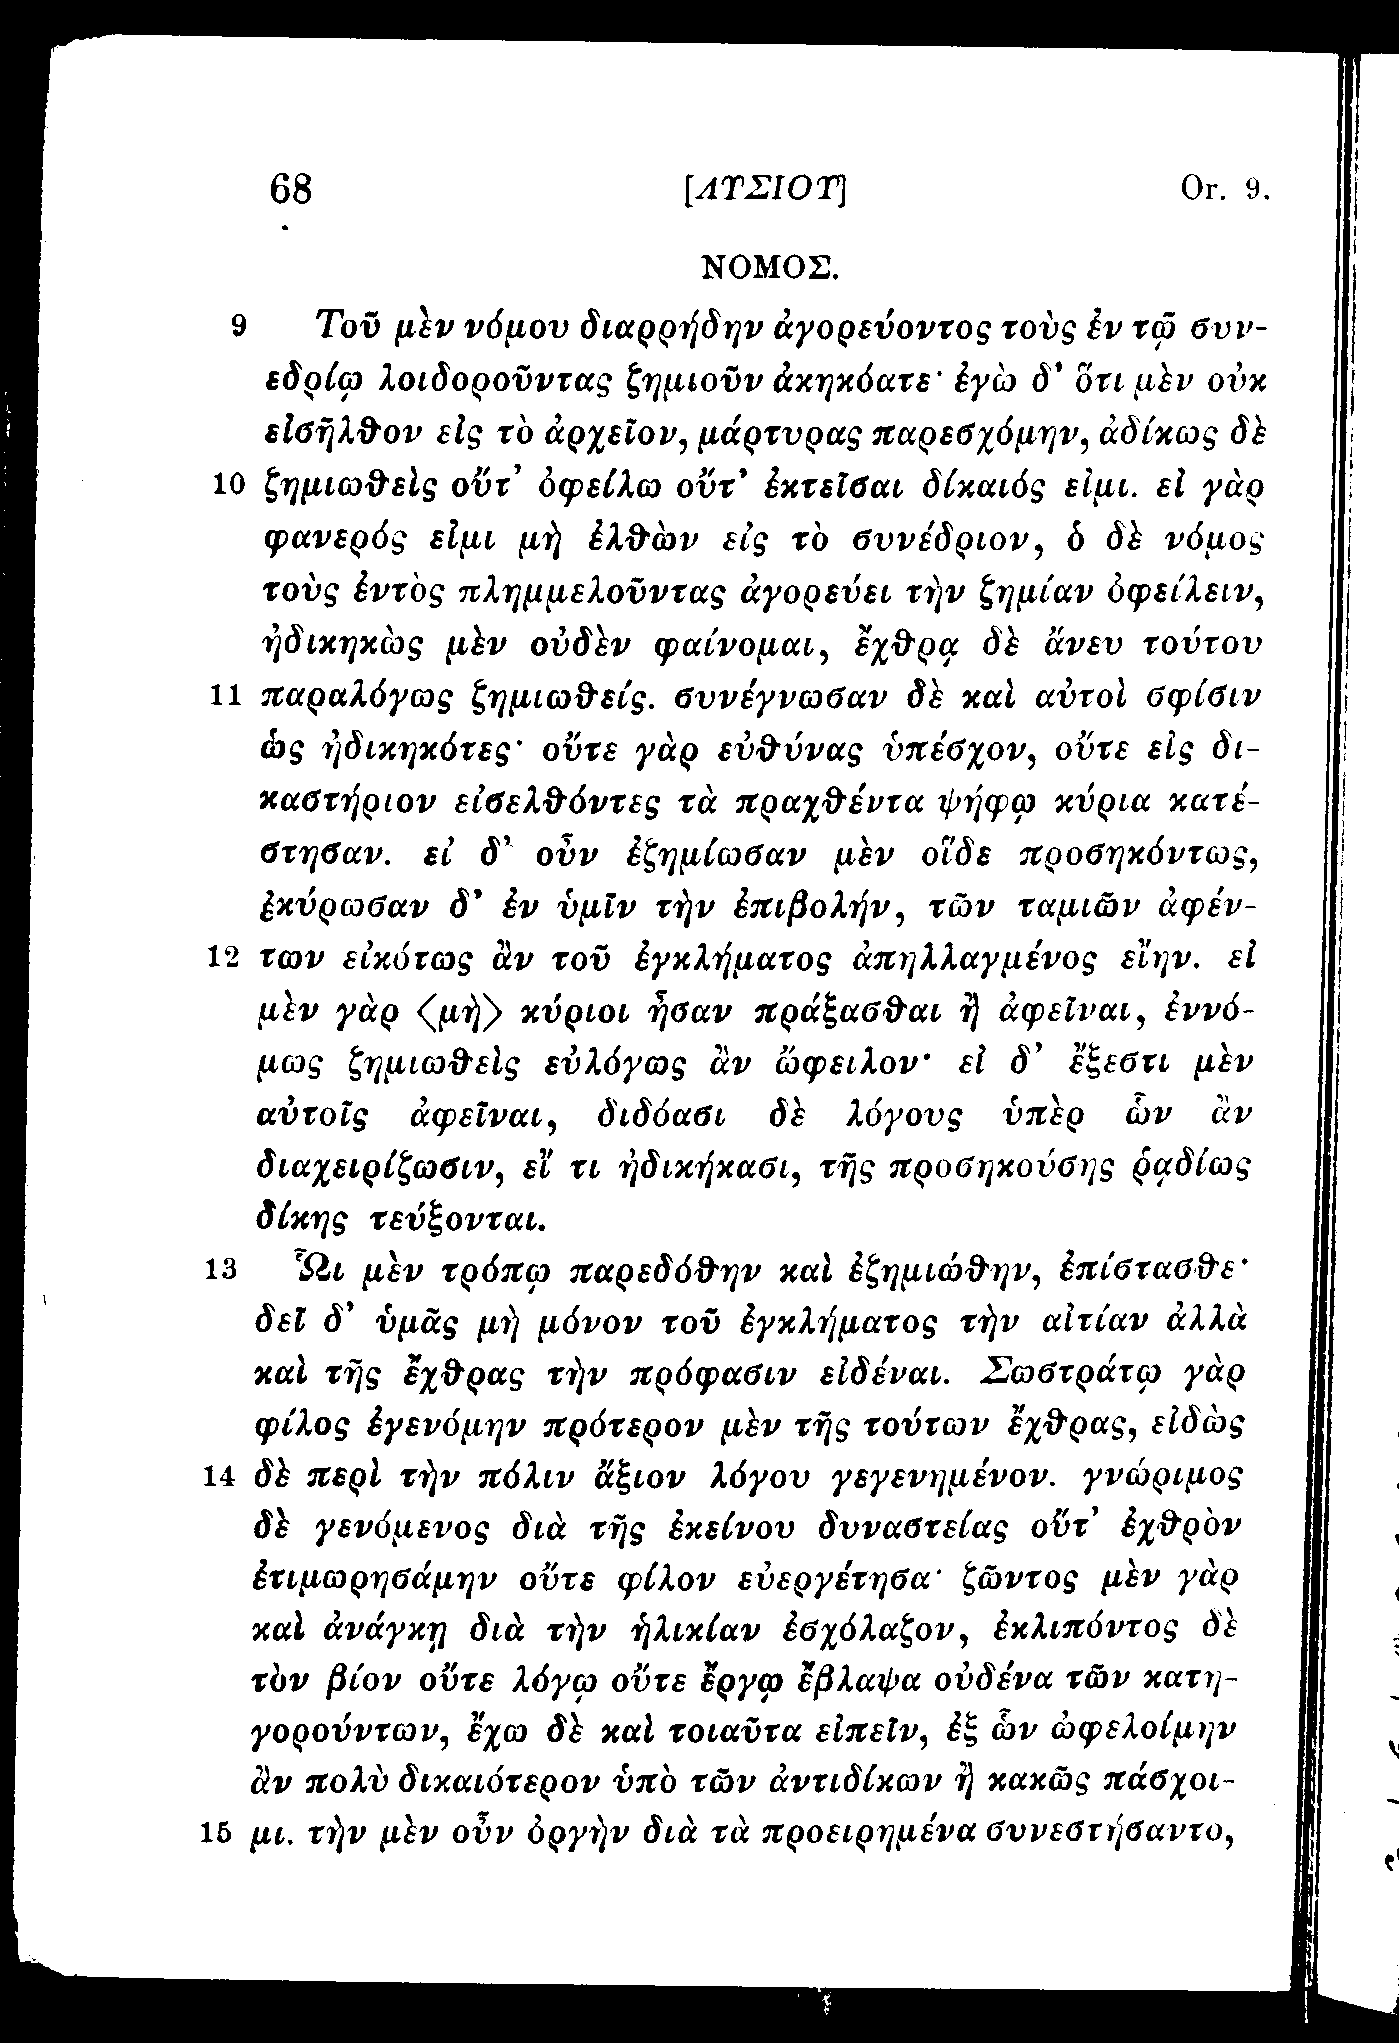 68 [ΛΥΣΙΟΥ] Or. 9.
ΝΟΜΟΣ.
9 Τοῦ μὲν νόμου διαρρήδην ἀγορεύοντος τοὺς ἐν τῷ συν-
εδρίῳ λοιδοροῦντας ζημιοῦν ἀκηκόατε· ἐγὼ δ’ ὅτι μὲν οὐκ
εἰσῆλθον εἰς τὸ ἀρχεῖον, μάρτυρας παρεσχόμην, ἀδίκως δὲ
10 ζημιωθεὶς οὔτ’ ὀφείλω οὔτ’ ἐκτεῖσαι δίκαιός εἰμι. εἰ γὰρ
φανερός εἰμι μὴ ἐλθὼν εἰς τὸ συνέδριον, ὁ δὲ νόμος
τοὺς ἐντὸς πλημμελοῦντας ἀγορεύει τὴν ζημίαν ὀφείλειν,
ἠδικηκὼς μὲν οὐδὲν φαίνομαι, ἔχθρᾳ δὲ ἄνευ τούτου
11 παραλόγως ζημιωθείς. συνέγνωσαν δὲ καὶ αὐτοὶ σφίσιν
ὡς ἠδικηκότες· οὔτε γὰρ εὐθύνας ὑπέσχον, οὔτε εἰς δι-
καστήριον εἰσελθόντες τὰ πραχθέντα ψήφῳ κύρια κατέ-
στησαν. εἰ δ’ οὖν ἐζημίωσαν μὲν οἵδε προσηκόντως,
ἐκύρωσαν δ’ ἐν ὑμῖν τὴν ἐπιβολήν, τῶν ταμιῶν ἀφέν-
12 των εἰκότως ἂν τοῦ ἐγκλήματος ἀπηλλαγμένος εἴην. εἰ
μὲν γὰρ ⟨μὴ⟩ κύριοι ἦσαν πράξασθαι ἢ ἀφεῖναι, ἐννό-
μως ζημιωθεὶς εὐλόγως ἂν ὤφειλον· εἰ δ’ ἔξεστι μὲν
αὐτοῖς ἀφεῖναι, διδόασι δὲ λόγους ὑπὲρ ὧν ἂν
διαχειρίζωσιν, εἴ τι ἠδικήκασι, τῆς προσηκούσης ῥᾳδίως
δίκης τεύξονται.
13 Ὧι μὲν τρόπῳ παρεδόθην καὶ ἐζημιώθην, ἐπίστασθε·
δεῖ δ’ ὑμᾶς μὴ μόνον τοῦ ἐγκλήματος τὴν αἰτίαν ἀλλὰ
καὶ τῆς ἔχθρας τὴν πρόφασιν εἰδέναι. Σωστράτῳ γὰρ
φίλος ἐγενόμην πρότερον μὲν τῆς τούτων ἔχθρας, εἰδὼς
14 δὲ περὶ τὴν πόλιν ἄξιον λόγου γεγενημένον. γνώριμος
δὲ γενόμενος διὰ τῆς ἐκείνου δυναστείας οὔτ’ ἐχθρὸν
ἐτιμωρησάμην οὔτε φίλον εὐεργέτησα· ζῶντος μὲν γὰρ
καὶ ἀνάγκῃ διὰ τὴν ἡλικίαν ἐσχόλαζον, ἐκλιπόντος δὲ
τὸν βίον οὔτε λόγῳ οὔτε ἔργῳ ἔβλαψα οὐδένα τῶν κατη-
γορούντων, ἔχω δὲ καὶ τοιαῦτα εἰπεῖν, ἐξ ὧν ὠφελοίμην
ἂν πολὺ δικαιότερον ὑπὸ τῶν ἀντιδίκων ἢ κακῶς πάσχοι-
15 μι. τὴν μὲν οὖν ὀργὴν διὰ τὰ προειρημένα συνεστήσαντο,